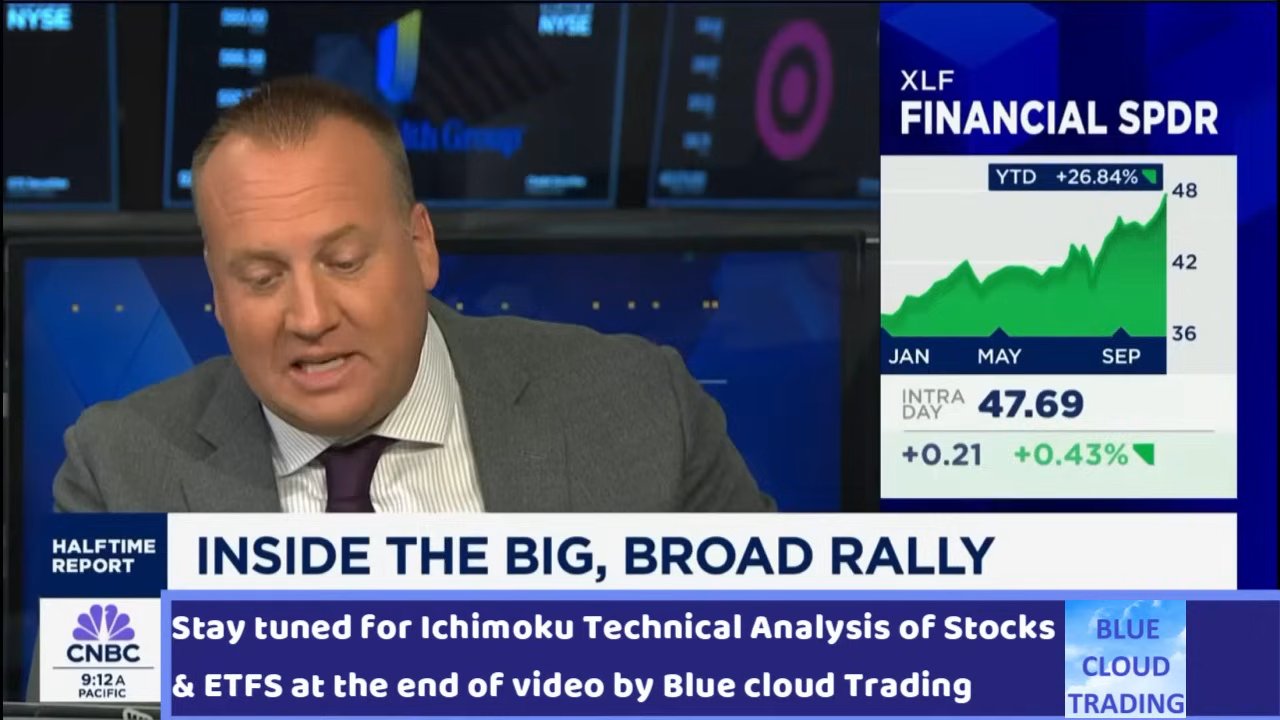 NYSE
NYSE
XLF
FINANCIAL SPDR
YTD +26.84%
48
42
36
JAN MAY SEP
INTRA
DAY 47.69
+0.21 +0.43%
HALFTIME
REPORT
INSIDE THE BIG, BROAD RALLY
CNBC
9:12A
PACIFIC
Stay tuned for Ichimoku Technical Analysis of Stocks
& ETFS at the end of video by Blue cloud Trading
BLUE
CLOUD
TRADING